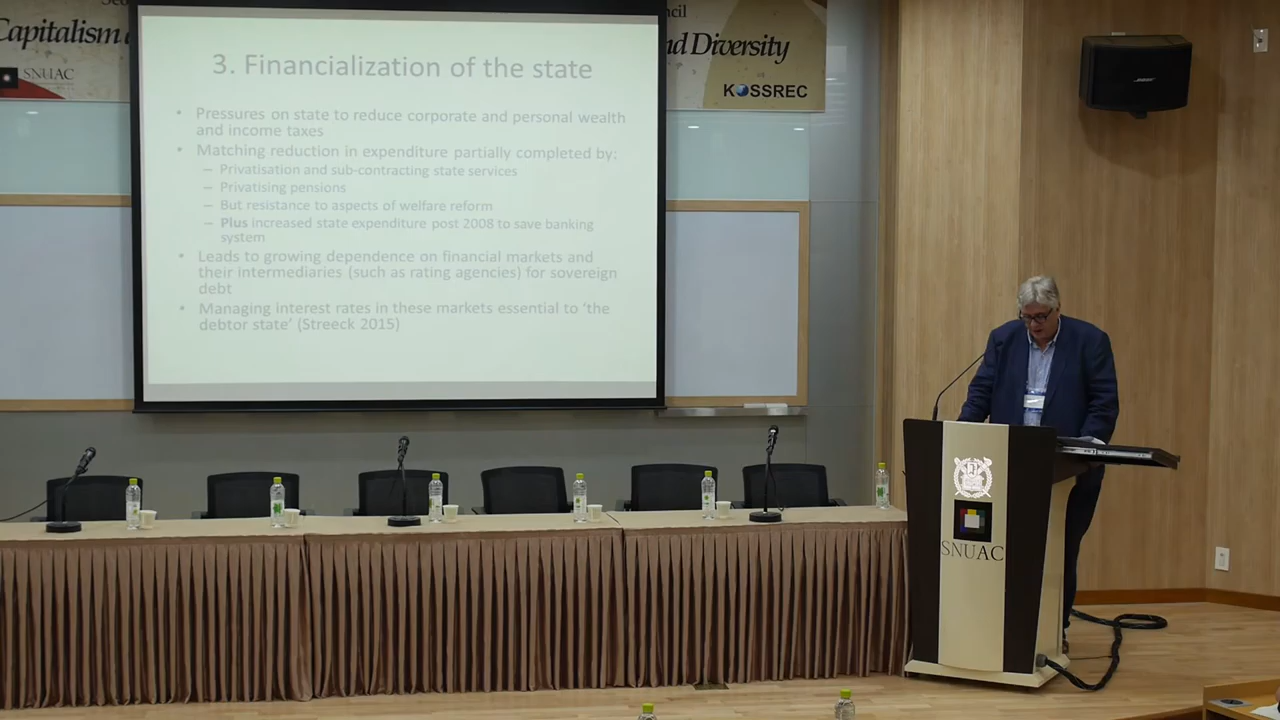 Capitalism
ncil
nd Diversity
SNUAC
KOSSREC
3. Financialization of the state
• Pressures on state to reduce corporate and personal wealth
and income taxes
• Matching reduction in expenditure partially completed by:
– Privatisation and sub-contracting state services
– Privatising pensions
– But resistance to aspects of welfare reform
– Plus increased state expenditure post 2008 to save banking
system
• Leads to growing dependence on financial markets and
their intermediaries (such as rating agencies) for sovereign
debt
• Managing interest rates in these markets essential to ‘the
debtor state’ (Streeck 2015)
BOSE
SNUAC